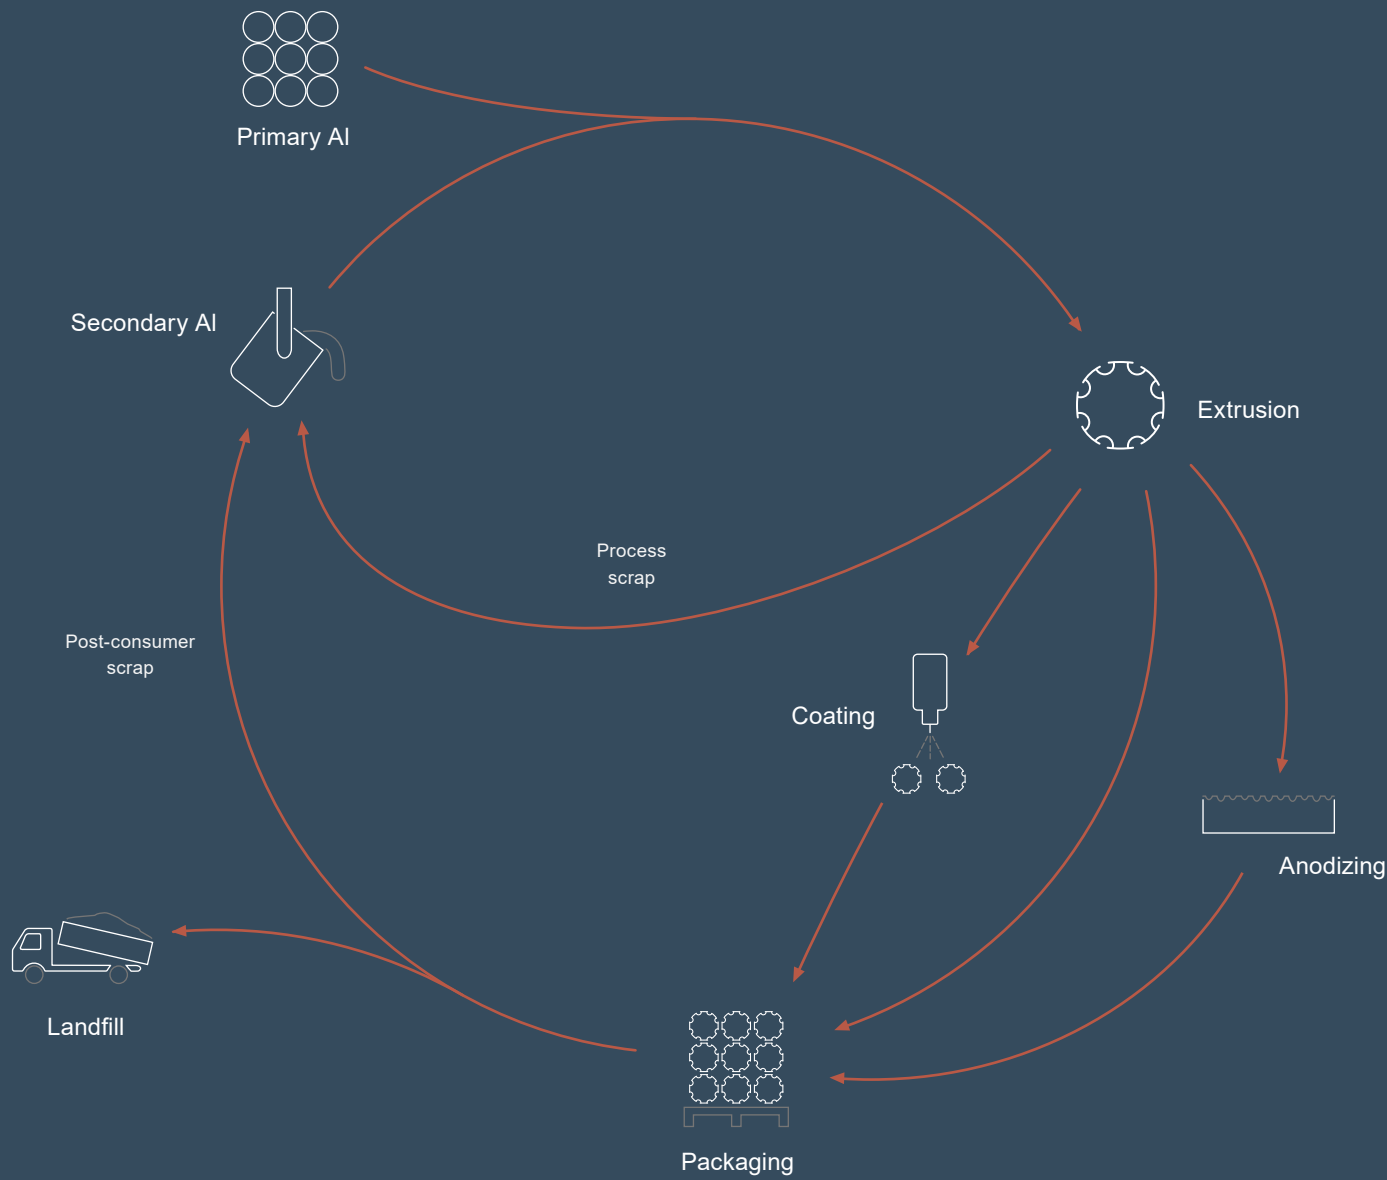 Primary Al
Secondary Al
Extrusion
Process
scrap
Post-consumer
scrap
Coating
Anodizing
Landfill
Packaging